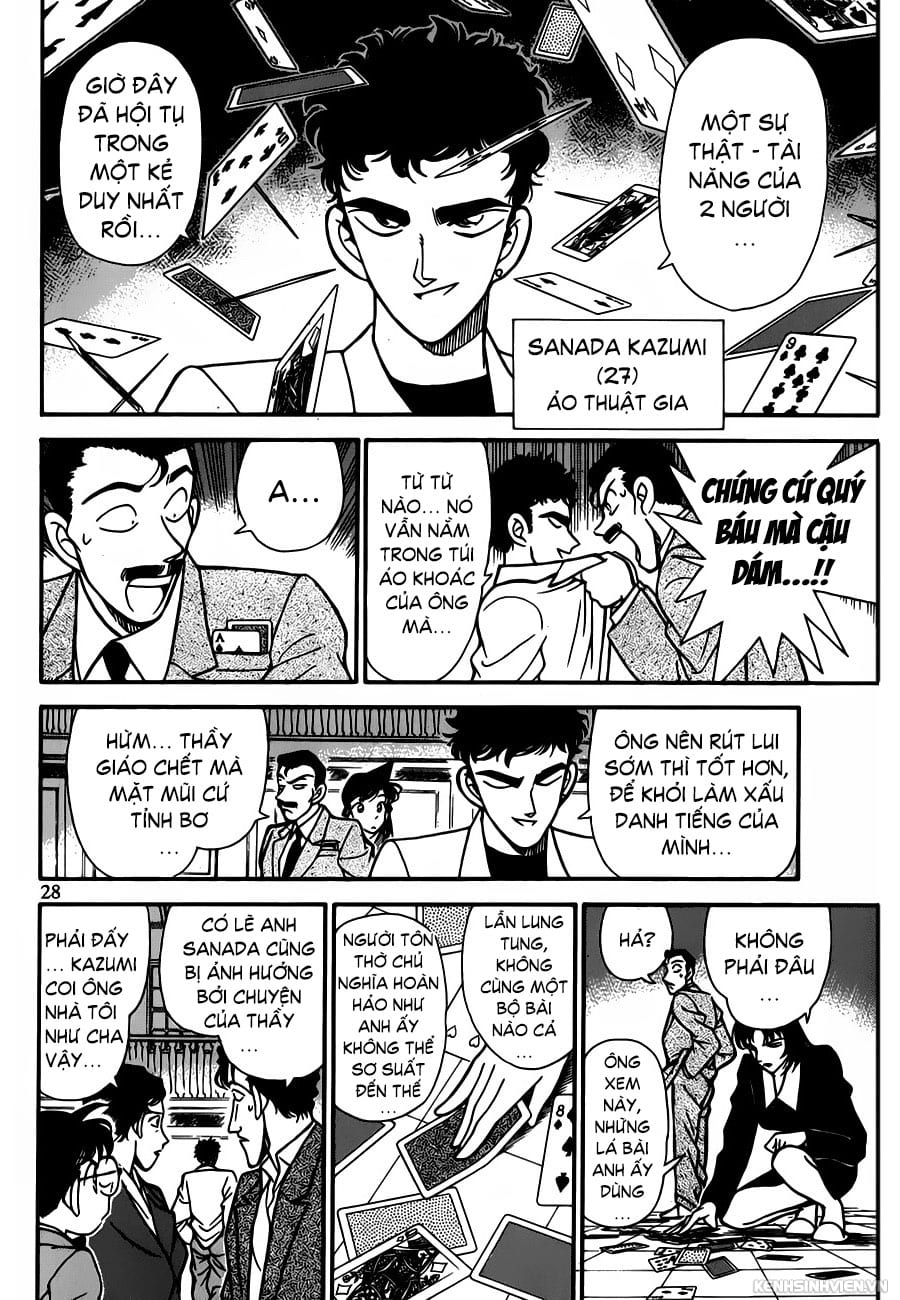 MỘT SỰ
THẬT - TÀI
NĂNG CỦA
2 NGƯỜI
...
GIỜ ĐÂY
ĐÃ HỘI TỤ
TRONG
MỘT KẺ
DUY NHẤT
RỒI...
SANADA KAZUMI
(27)
ẢO THUẬT GIA
9
CHỨNG CỨ QUÝ
BÁU MÀ CẬU
DÁM...!!
TỪ TỪ
NÀO... NÓ
VẪN NẰM
TRONG TÚI
ÁO KHOÁC
CỦA ÔNG
MÀ...
A...
A
ÔNG NÊN RÚT LUI
SỚM THÌ TỐT HƠN,
ĐỂ KHỎI LÀM XẤU
DANH TIẾNG CỦA
MÌNH...
HỪM... THẦY
GIÁO CHẾT MÀ
MẶT MŨI CỨ
TỈNH BƠ
...
28
KHÔNG
PHẢI ĐÂU
...
HẢ?
ÔNG
XEM
NÀY,
NHỮNG
LÁ BÀI
ANH ẤY
DÙNG
...
LẪN LUNG
TUNG,
KHÔNG
CÙNG MỘT
BỘ BÀI
NÀO CẢ
...
NGƯỜI TÔN
THỜ CHỦ
NGHĨA HOÀN
HẢO NHƯ
ANH ẤY
KHÔNG THỂ
SƠ SUẤT
ĐẾN THẾ
...
8
CÓ LẼ ANH
SANADA CŨNG
BỊ ẢNH HƯỞNG
BỞI CHUYỆN
CỦA THẦY
...
PHẢI ĐẤY
... KAZUMI
COI ÔNG
NHÀ TÔI
NHƯ CHA
VẬY...
KENHSINHVIEN.VN